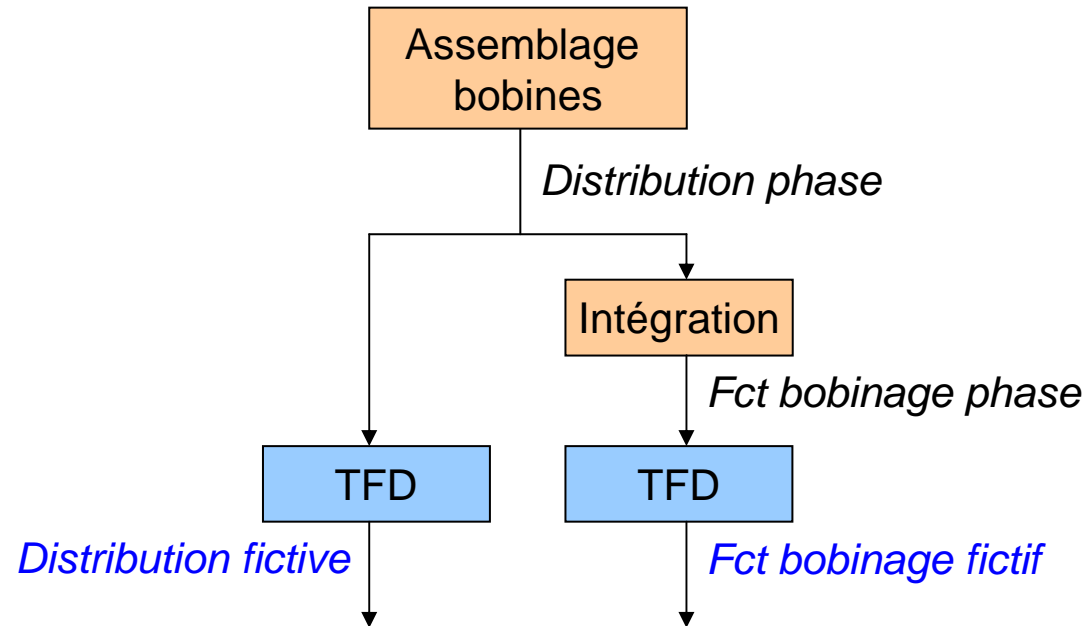 Assemblage
bobines
Distribution phase
Intégration
Fct bobinage phase
TFD
TFD
Distribution fictive
Fct bobinage fictif